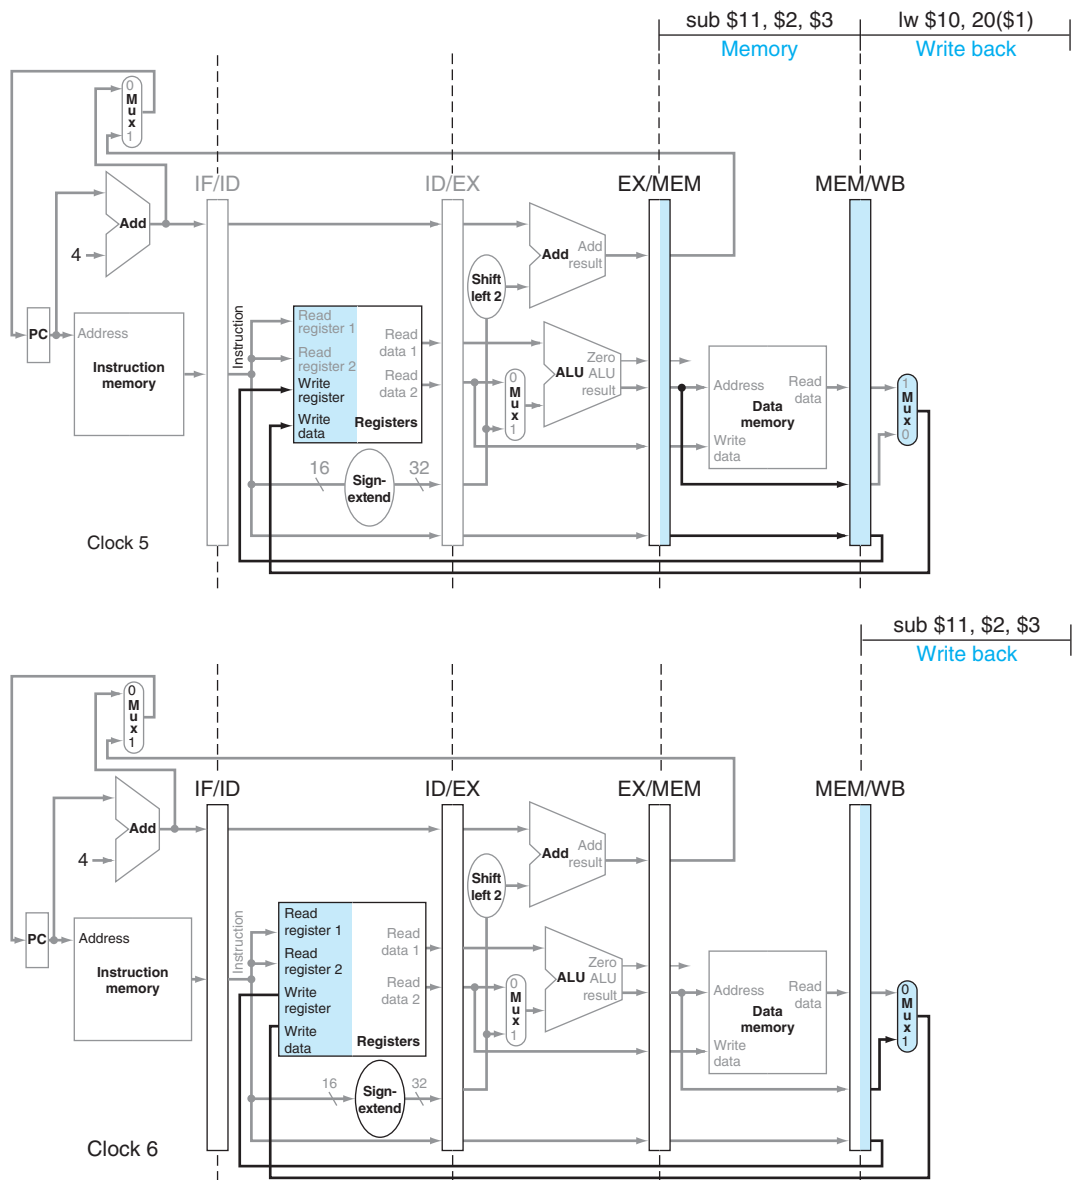 sub $11, $2, $3
lw $10, 20($1)
Memory
Write back
0
M
u
x
1
IF/ID
ID/EX
EX/MEM
MEM/WB
Add
4
Add
Add
result
Shift
left 2
PC
Address
Instruction
memory
Instruction
Read
register 1
Read
register 2
Write
register
Write
data
Read
data 1
Read
data 2
Registers
0
M
u
x
1
Zero
ALU
ALU
result
Address
Read
data
Data
memory
Write
data
1
M
u
x
0
16
Sign-
extend
32
Clock 5
sub $11, $2, $3
Write back
0
M
u
x
1
IF/ID
ID/EX
EX/MEM
MEM/WB
Add
4
Add
Add
result
Shift
left 2
PC
Address
Instruction
memory
Instruction
Read
register 1
Read
register 2
Write
register
Write
data
Read
data 1
Read
data 2
Registers
0
M
u
x
1
Zero
ALU
ALU
result
Address
Read
data
Data
memory
Write
data
0
M
u
x
1
16
Sign-
extend
32
Clock 6